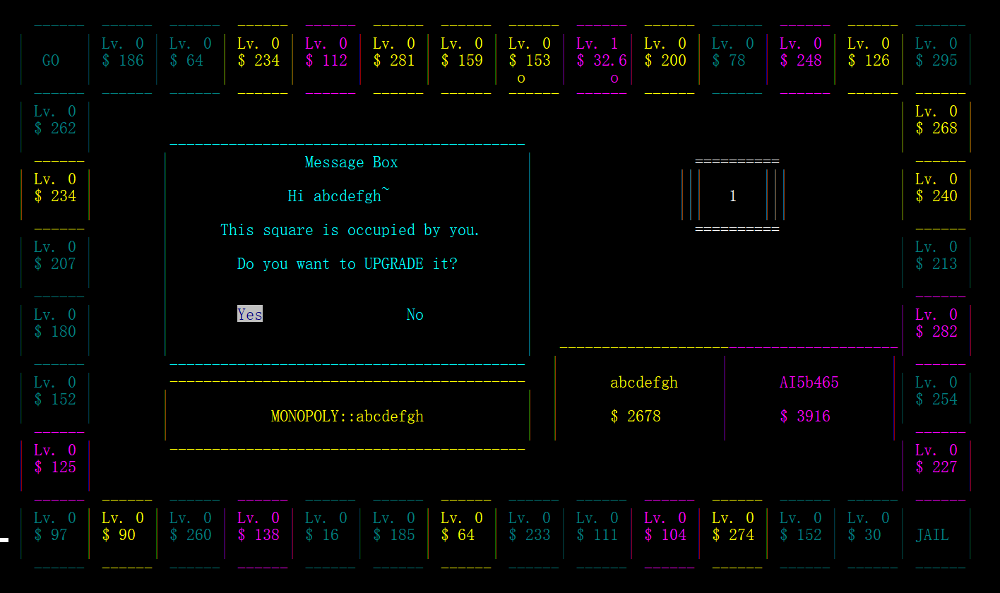 Lv. 0 Lv. 0 Lv. 0 Lv. 0 Lv. 0 Lv. 0 Lv. 0 Lv. 1 Lv. 0 Lv. 0 Lv. 0 Lv. 0 Lv. 0
GO $ 186 $ 64 $ 234 $ 112 $ 281 $ 159 $ 153 $ 32.6 $ 200 $ 78 $ 248 $ 126 $ 295
o o
Lv. 0 Lv. 0
$ 262 $ 268
Message Box
Lv. 0 Lv. 0
$ 234 Hi abcdefgh~ 1 $ 240
This square is occupied by you.
Lv. 0 Lv. 0
$ 207 Do you want to UPGRADE it? $ 213
Lv. 0 Yes No Lv. 0
$ 180 $ 282
Lv. 0 abcdefgh AI5b465 Lv. 0
$ 152 $ 254
MONOPOLY::abcdefgh $ 2678 $ 3916
Lv. 0 Lv. 0
$ 125 $ 227
Lv. 0 Lv. 0 Lv. 0 Lv. 0 Lv. 0 Lv. 0 Lv. 0 Lv. 0 Lv. 0 Lv. 0 Lv. 0 Lv. 0 Lv. 0
$ 97 $ 90 $ 260 $ 138 $ 16 $ 185 $ 64 $ 233 $ 111 $ 104 $ 274 $ 152 $ 30 JAIL